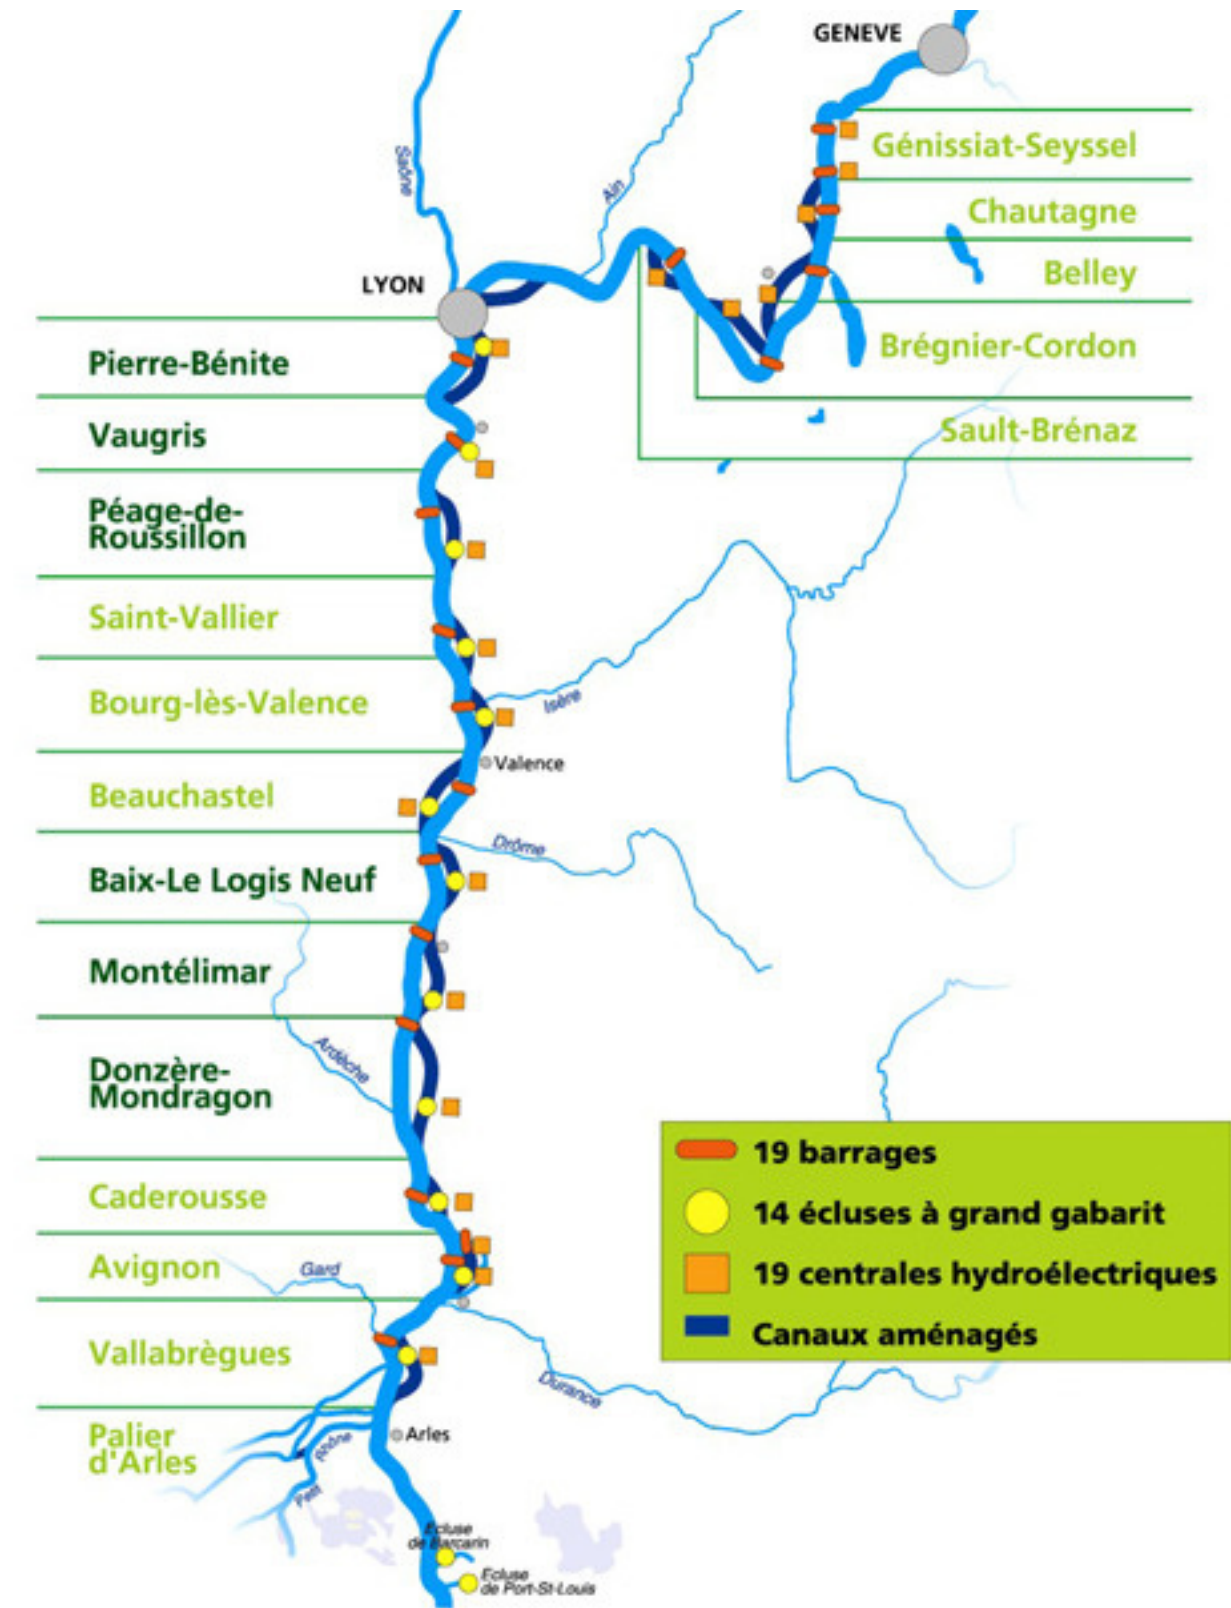 GENEVE
Génissiat-Seyssel
Saône
Ain
Chautagne
Belley
LYON
Brégnier-Cordon
Pierre-Bénite
Vaugris
Sault-Brénaz
Péage-de-
Roussillon
Saint-Vallier
Bourg-lès-Valence
Isère
Valence
Beauchastel
Drôme
Baix-Le Logis Neuf
Montélimar
Ardèche
Donzère-
Mondragon
19 barrages
Caderousse
14 écluses à grand gabarit
Avignon
Gard
19 centrales hydroélectriques
Canaux aménagés
Vallabrègues
Durance
Palier
d'Arles
Arles
Petit Rhône
Ecluse
de Barcarin
Ecluse
de Port-St-Louis